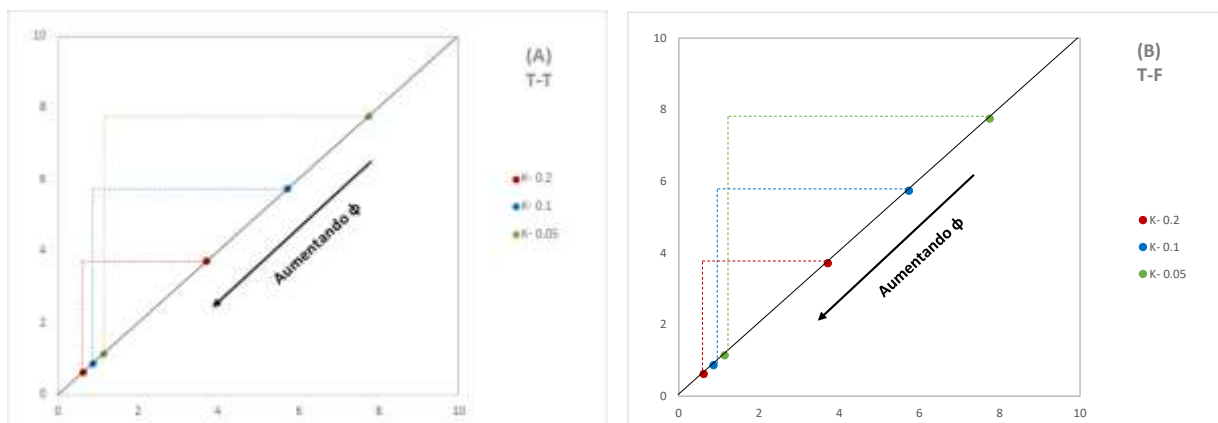 (A)
T-T
10
8
6
4
2
0
0 2 4 6 8 10
K- 0.2
K- 0.1
K- 0.05
Aumentando ϕ
(B)
T-F
10
8
6
4
2
0
0 2 4 6 8 10
K- 0.2
K- 0.1
K- 0.05
Aumentando ϕ